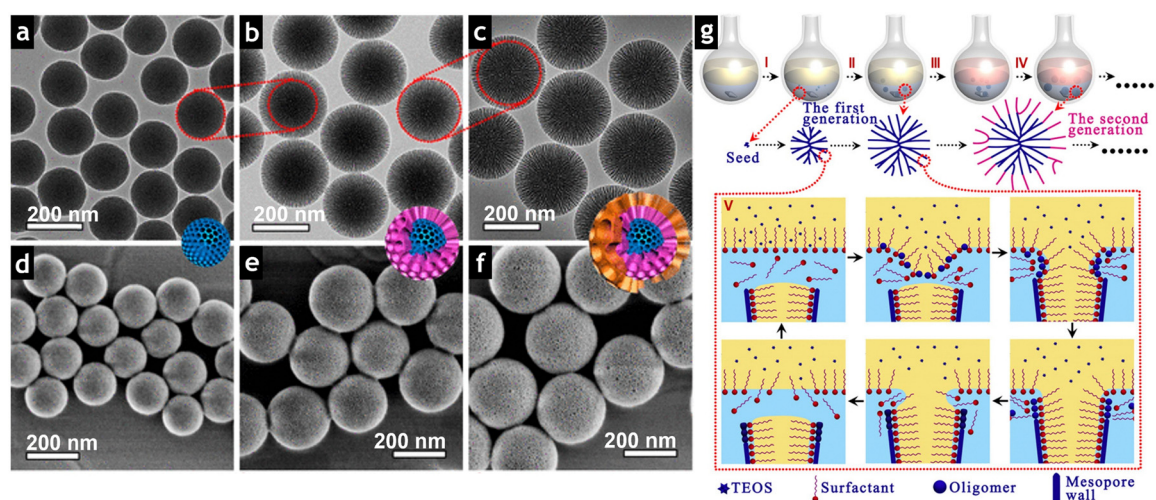 a
b
c
200 nm
200 nm
200 nm
d
e
f
200 nm
200 nm
200 nm
g
I
II
III
IV
The first
generation
The second
generation
Seed
V
TEOS
Surfactant
Oligomer
Mesopore
wall